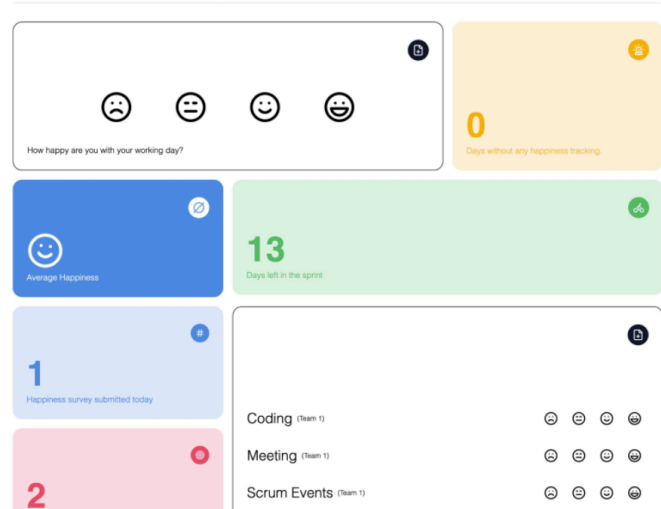 How happy are you with your working day?
0
Days without any happiness tracking.
Average Happiness
13
Days left in the sprint
#
1
Happiness survey submitted today
2
Coding (Team 1)
Meeting (Team 1)
Scrum Events (Team 1)